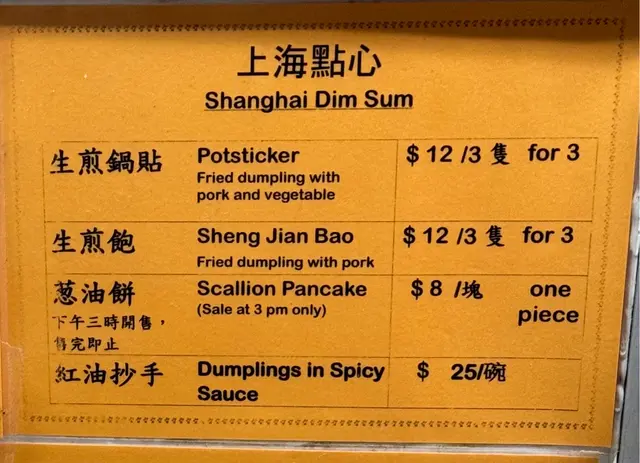 上海點心
Shanghai Dim Sum
生煎鍋貼 Potsticker $ 12 /3 隻 for 3
Fried dumpling with
pork and vegetable
生煎飽 Sheng Jian Bao $ 12 /3 隻 for 3
Fried dumpling with pork
葱油餅 Scallion Pancake $ 8 /塊 one
(Sale at 3 pm only) piece
下午三時開售，
售完即止
紅油抄手 Dumplings in Spicy $ 25/碗
Sauce